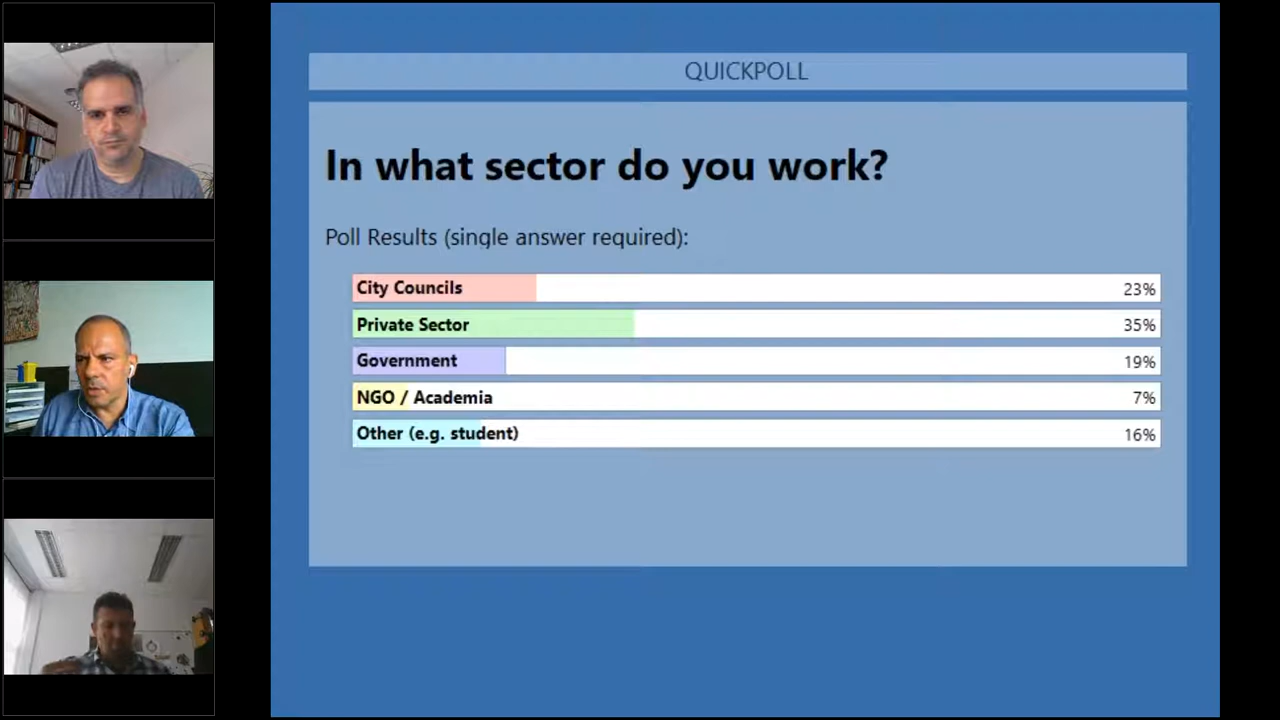 QUICKPOLL
In what sector do you work?
Poll Results (single answer required):
City Councils 23%
Private Sector 35%
Government 19%
NGO / Academia 7%
Other (e.g. student) 16%